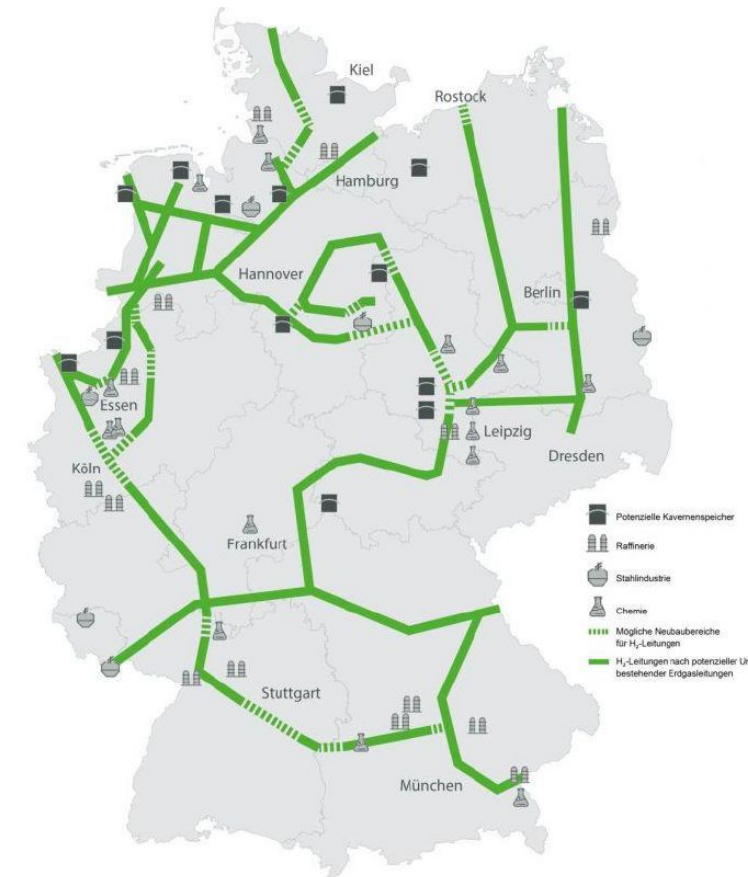 Kiel
Rostock
Hamburg
Hannover
Berlin
Essen
Leipzig
Köln
Dresden
Frankfurt
Stuttgart
München
Potenzielle Kavernenspeicher
Raffinerie
Stahlindustrie
Chemie
Mögliche Neubaubereiche
für H₂-Leitungen
H₂-Leitungen nach potenzieller Um
bestehender Erdgasleitungen